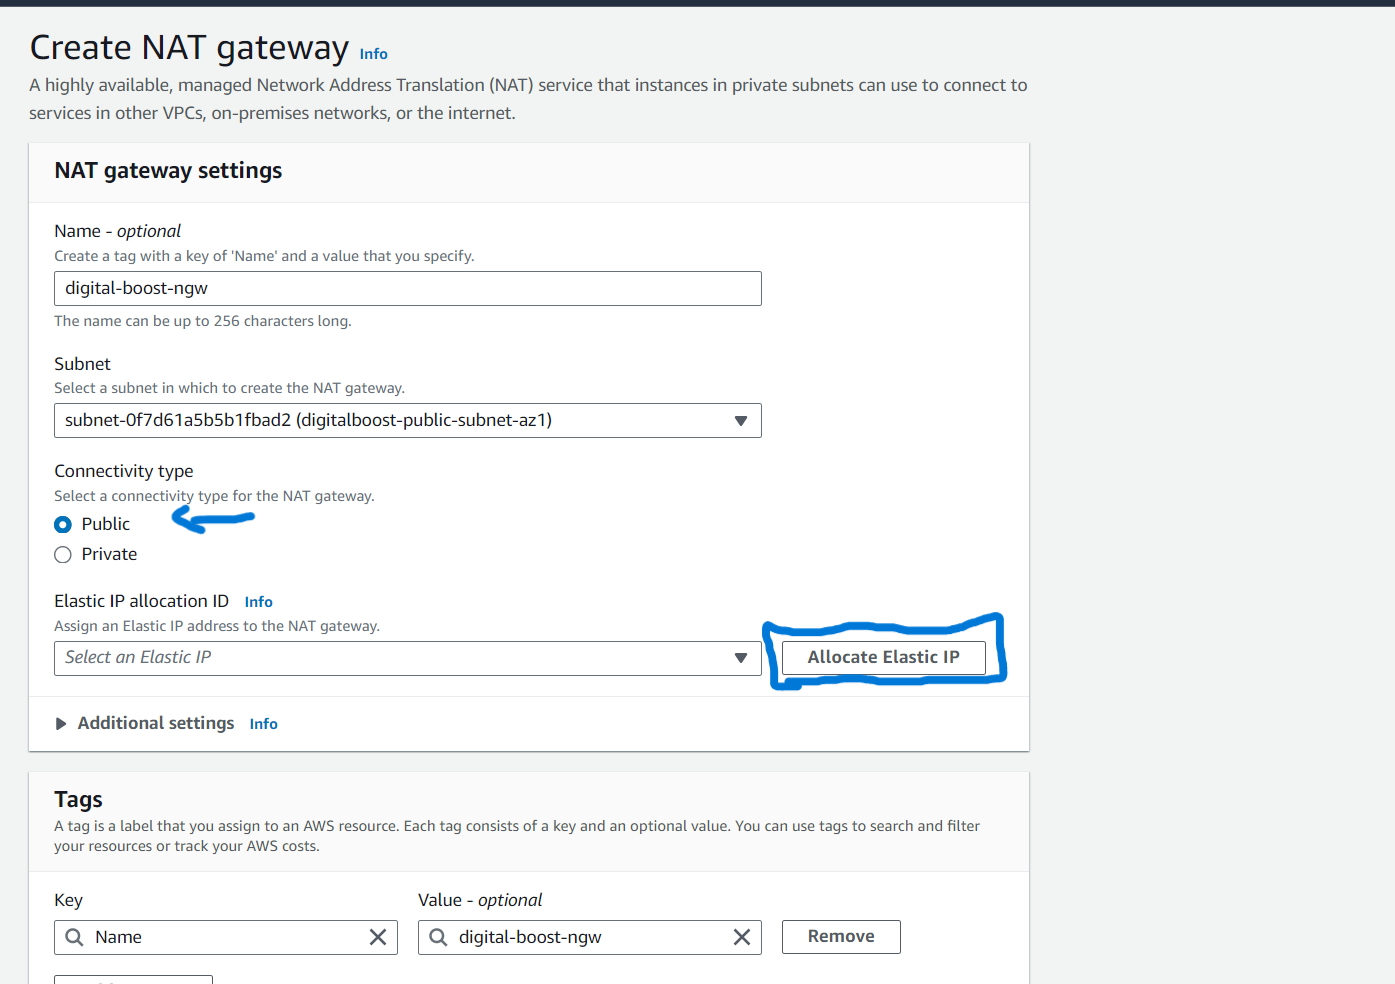 Create NAT gateway Info
A highly available, managed Network Address Translation (NAT) service that instances in private subnets can use to connect to
services in other VPCs, on-premises networks, or the internet.
NAT gateway settings
Name - optional
Create a tag with a key of 'Name' and a value that you specify.
digital-boost-ngw
The name can be up to 256 characters long.
Subnet
Select a subnet in which to create the NAT gateway.
subnet-0f7d61a5b5b1fbad2 (digitalboost-public-subnet-az1)
Connectivity type
Select a connectivity type for the NAT gateway.
Public
Private
Elastic IP allocation ID Info
Assign an Elastic IP address to the NAT gateway.
Select an Elastic IP Allocate Elastic IP
Additional settings Info
Tags
A tag is a label that you assign to an AWS resource. Each tag consists of a key and an optional value. You can use tags to search and filter
your resources or track your AWS costs.
Key Value - optional
Name digital-boost-ngw Remove